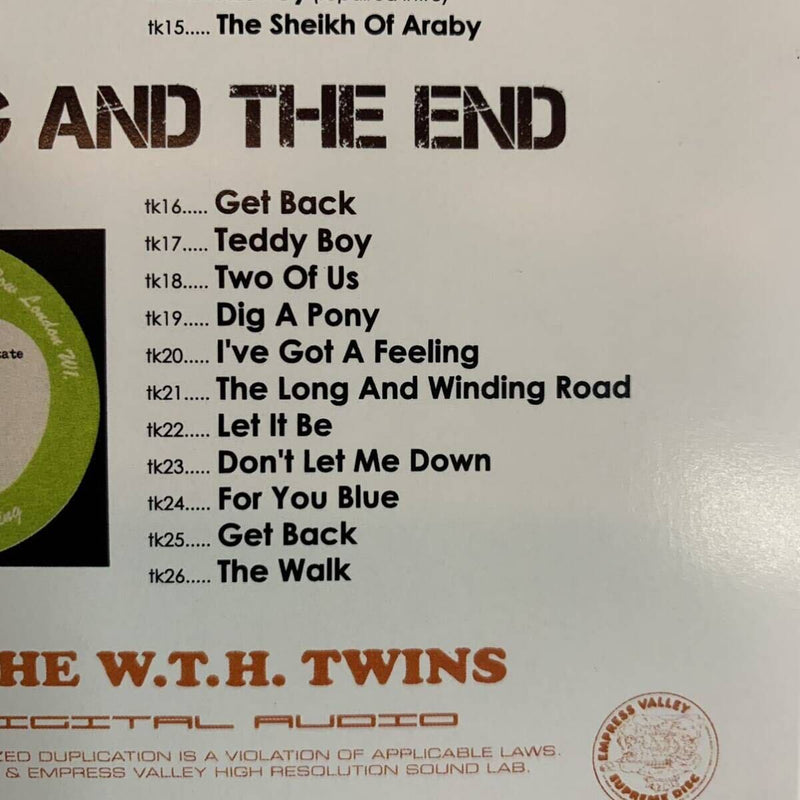 tk15..... The Sheikh Of Araby
AND THE END
tk16..... Get Back
tk17..... Teddy Boy
tk18..... Two Of Us
tk19..... Dig A Pony
tk20..... I've Got A Feeling
tk21..... The Long And Winding Road
tk22..... Let It Be
tk23..... Don't Let Me Down
tk24..... For You Blue
tk25..... Get Back
tk26..... The Walk
London W1.
HE W.T.H. TWINS
IGITAL AUDIO
ZED DUPLICATION IS A VIOLATION OF APPLICABLE LAWS.
& EMPRESS VALLEY HIGH RESOLUTION SOUND LAB.
EMPRESS VALLEY
SUPREME DISC